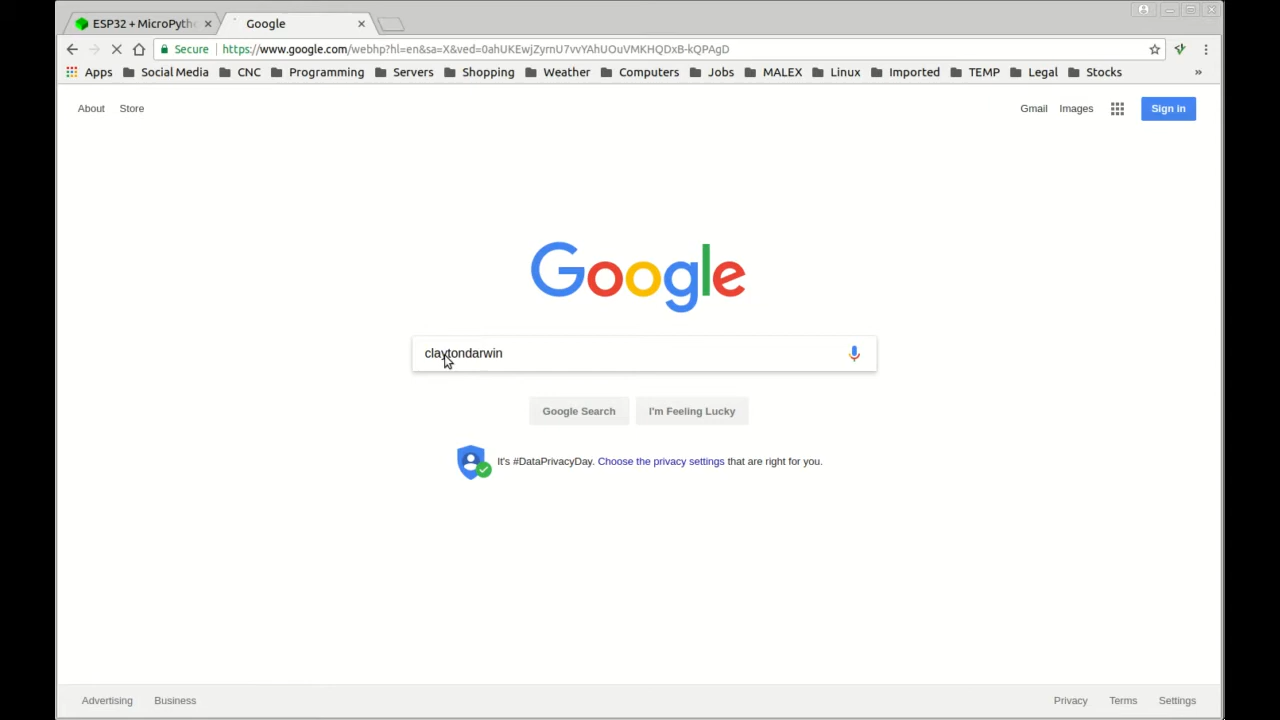 ESP32 + MicroPyth
Google
Secure https://www.google.com/webhp?hl=en&sa=X&ved=0ahUKEwjZyrnU7vvYAhUOuVMKHQDxB-kQPAgD
Apps Social Media CNC Programming Servers Shopping Weather Computers Jobs MALEX Linux Imported TEMP Legal Stocks »
About Store Gmail Images Sign in
Google
claytondarwin
Google Search I'm Feeling Lucky
It's #DataPrivacyDay. Choose the privacy settings that are right for you.
Advertising Business Privacy Terms Settings